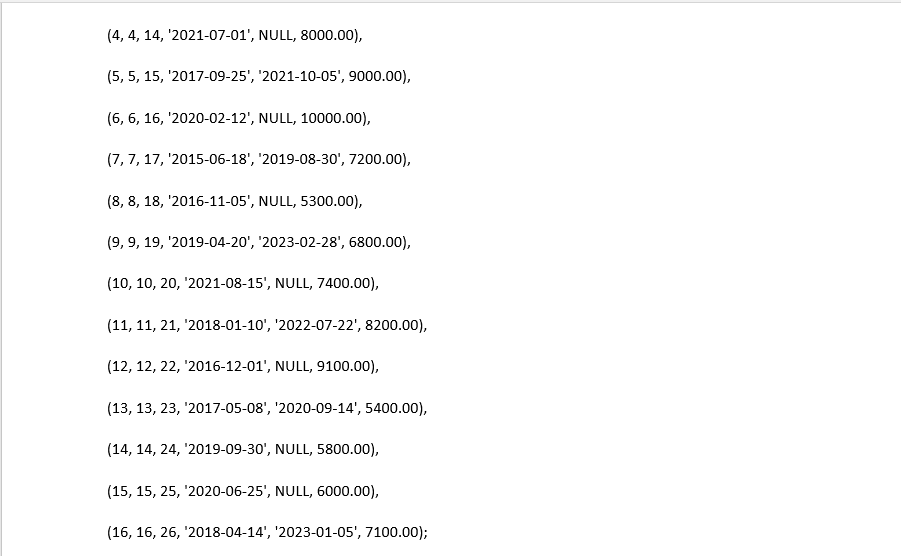 (4, 4, 14, '2021-07-01', NULL, 8000.00),
(5, 5, 15, '2017-09-25', '2021-10-05', 9000.00),
(6, 6, 16, '2020-02-12', NULL, 10000.00),
(7, 7, 17, '2015-06-18', '2019-08-30', 7200.00),
(8, 8, 18, '2016-11-05', NULL, 5300.00),
(9, 9, 19, '2019-04-20', '2023-02-28', 6800.00),
(10, 10, 20, '2021-08-15', NULL, 7400.00),
(11, 11, 21, '2018-01-10', '2022-07-22', 8200.00),
(12, 12, 22, '2016-12-01', NULL, 9100.00),
(13, 13, 23, '2017-05-08', '2020-09-14', 5400.00),
(14, 14, 24, '2019-09-30', NULL, 5800.00),
(15, 15, 25, '2020-06-25', NULL, 6000.00),
(16, 16, 26, '2018-04-14', '2023-01-05', 7100.00);